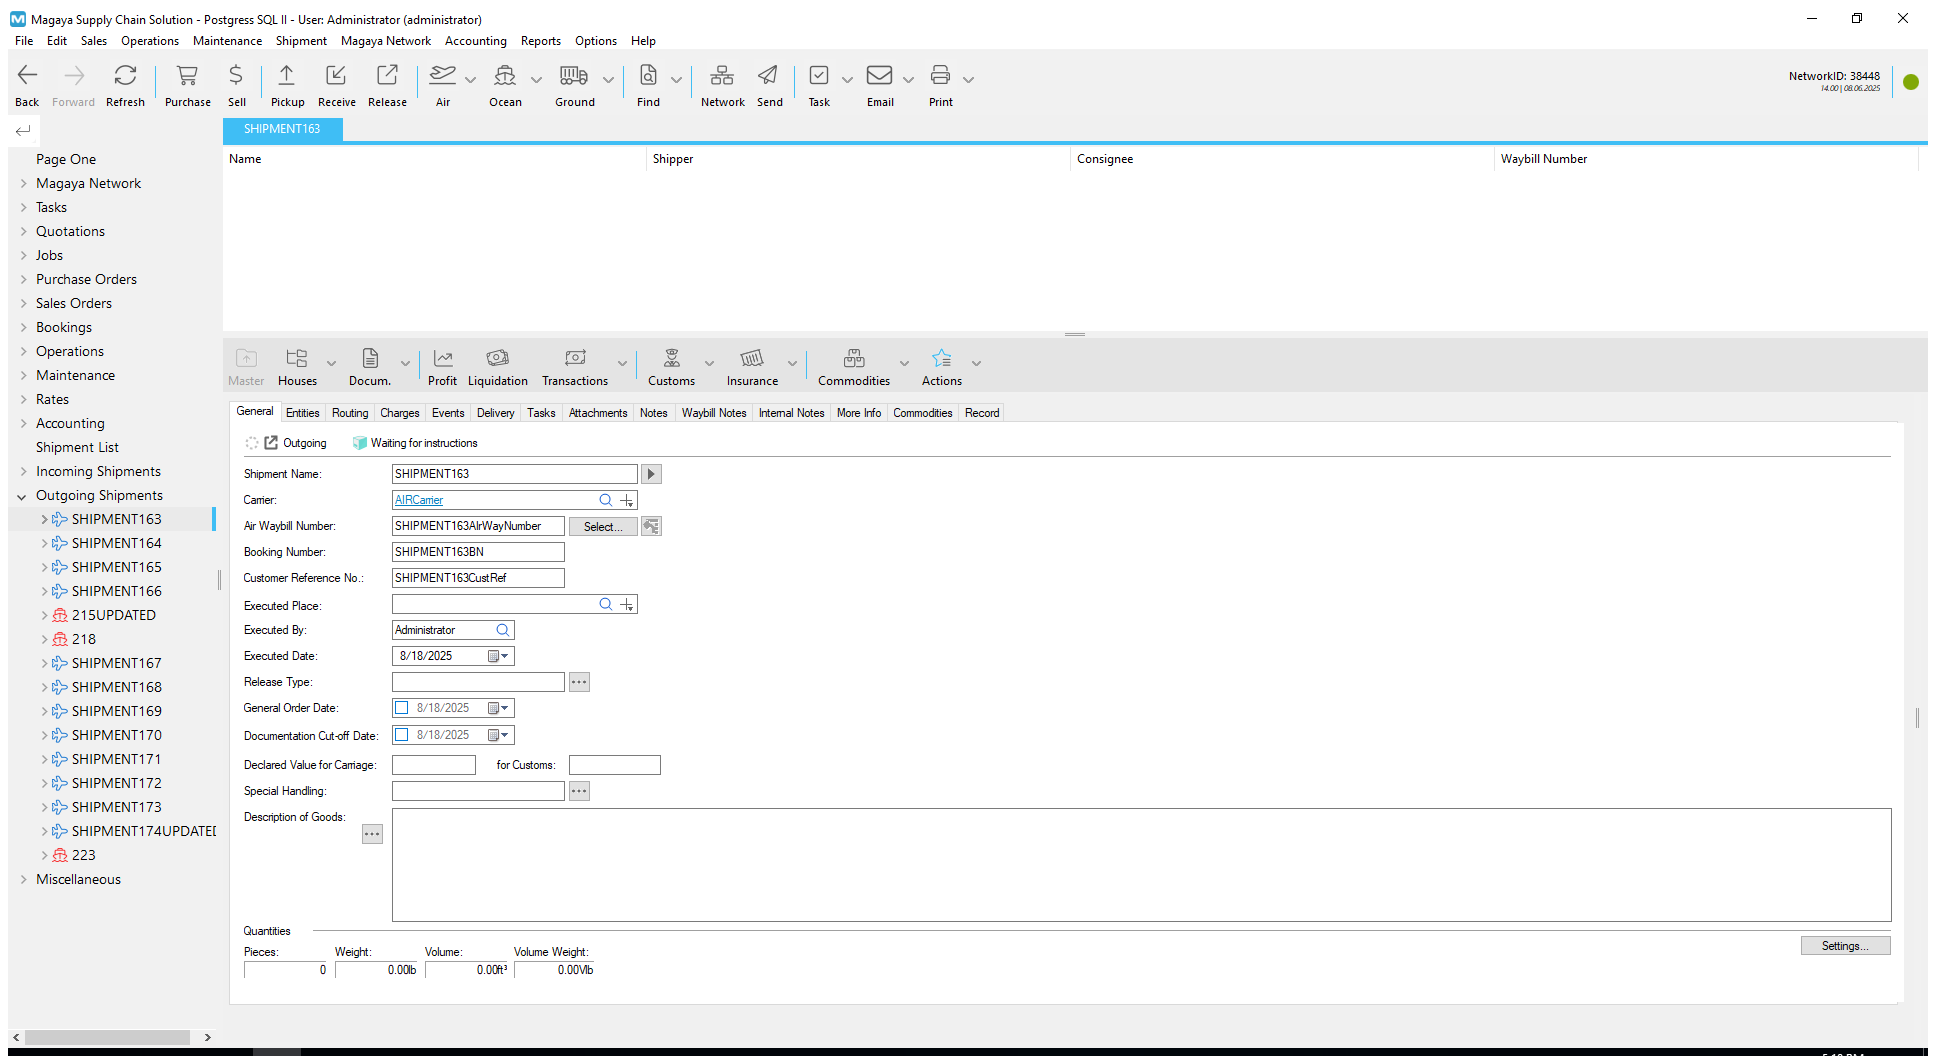 Magaya Supply Chain Solution - Postgress SQL II - User: Administrator (administrator)
File Edit Sales Operations Maintenance Shipment Magaya Network Accounting Reports Options Help
Back Forward Refresh Purchase Sell Pickup Receive Release Air Ocean Ground Find Network Send Task Email Print
NetworkID: 38448
14.00 | 08.06.2025
SHIPMENT163
Name Shipper Consignee Waybill Number
Page One
Magaya Network
Tasks
Quotations
Jobs
Purchase Orders
Sales Orders
Bookings
Operations
Maintenance
Rates
Accounting
Shipment List
Incoming Shipments
Outgoing Shipments
SHIPMENT163
SHIPMENT164
SHIPMENT165
SHIPMENT166
215UPDATED
218
SHIPMENT167
SHIPMENT168
SHIPMENT169
SHIPMENT170
SHIPMENT171
SHIPMENT172
SHIPMENT173
SHIPMENT174UPDATED
223
Miscellaneous
Master Houses Docum. Profit Liquidation Transactions Customs Insurance Commodities Actions
General Entities Routing Charges Events Delivery Tasks Attachments Notes Waybill Notes Internal Notes More Info Commodities Record
Outgoing Waiting for instructions
Shipment Name: SHIPMENT163
Carrier: AIRCarrier
Air Waybill Number: SHIPMENT163AIrWayNumber Select...
Booking Number: SHIPMENT163BN
Customer Reference No.: SHIPMENT163CustRef
Executed Place:
Executed By: Administrator
Executed Date: 8/18/2025
Release Type:
General Order Date: 8/18/2025
Documentation Cut-off Date: 8/18/2025
Declared Value for Carriage: for Customs:
Special Handling:
Description of Goods:
Quantities
Settings...
Pieces: Weight: Volume: Volume Weight:
0 0.00lb 0.00ft³ 0.00Vlb